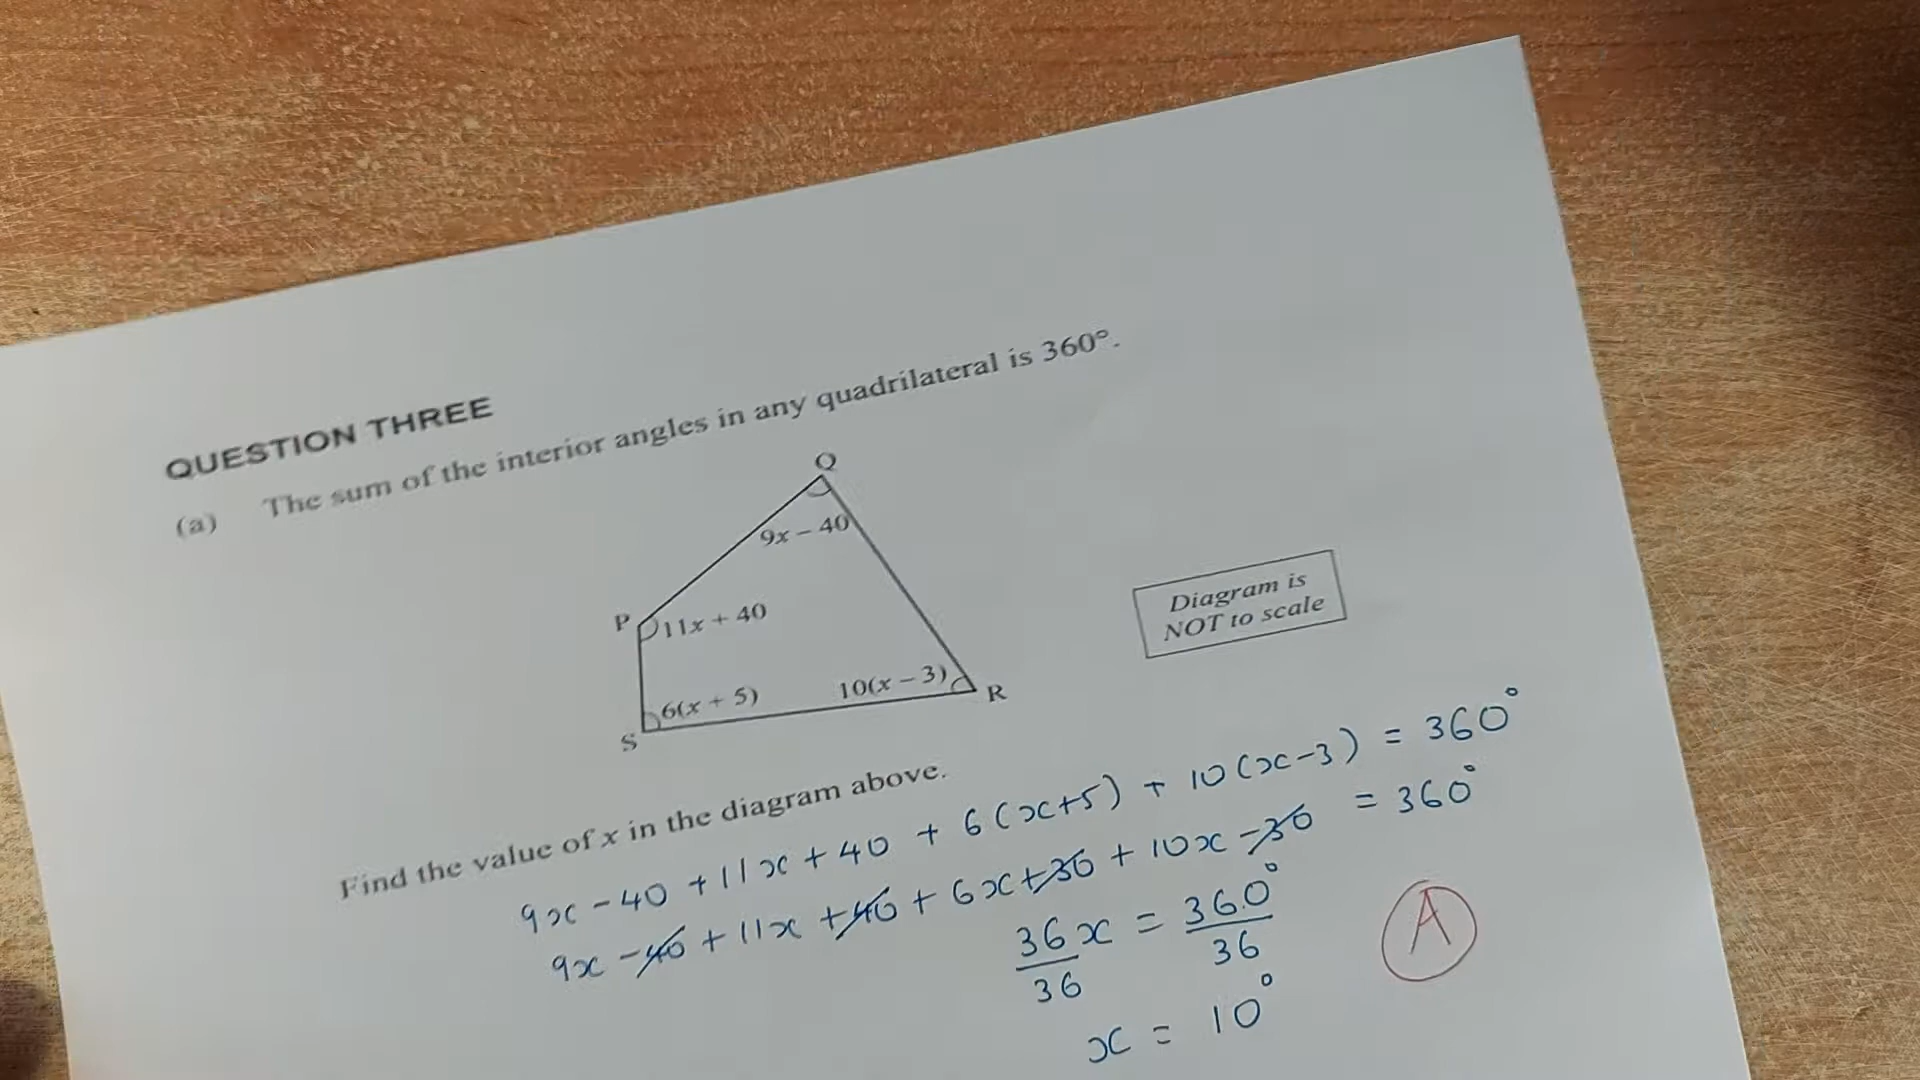 QUESTION THREE
(a) The sum of the interior angles in any quadrilateral is 360°.
Q
9x – 40
P 11x + 40
Diagram is
NOT to scale
6(x + 5) 10(x – 3)
S R
Find the value of x in the diagram above.
9x - 40 + 11x + 40 + 6(x+5) + 10(x-3) = 360°
9x - 40 + 11x + 40 + 6x + 30 + 10x - 30 = 360°
36x = 360°
36 36
x = 10°
A